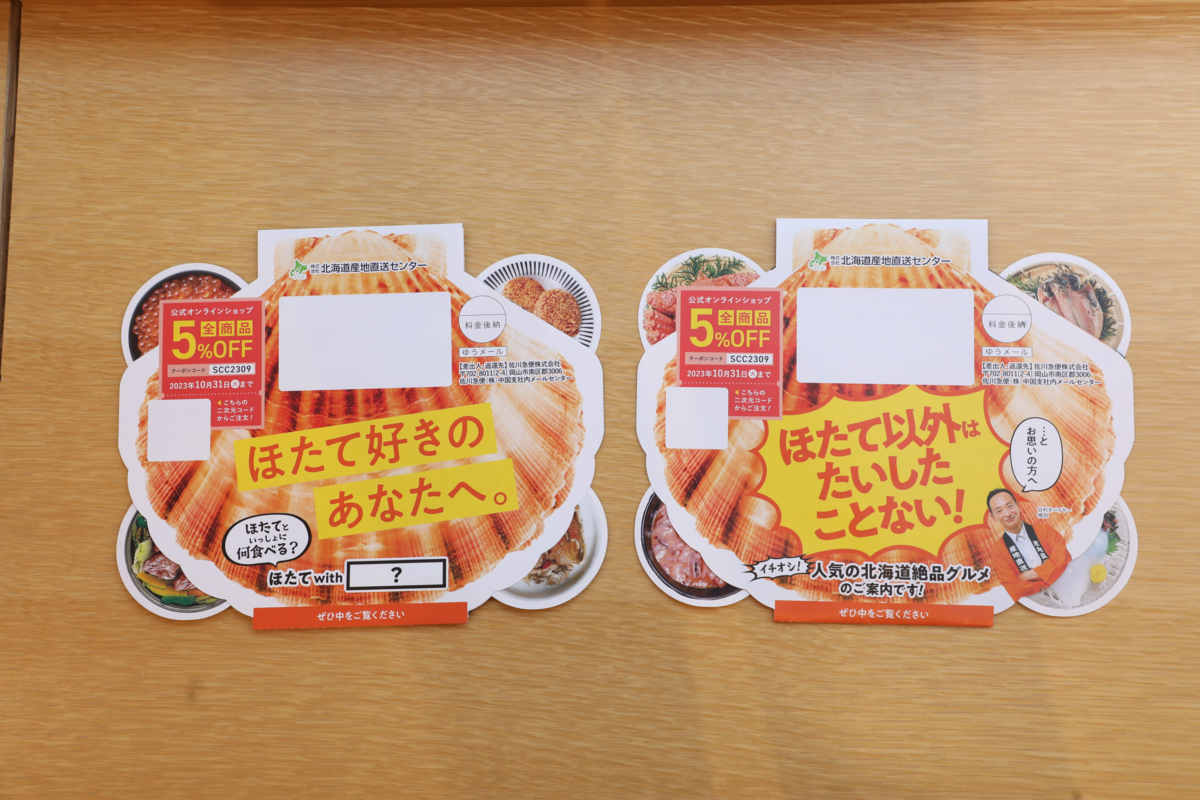 株式会社 北海道産地直送センター
公式オンラインショップ
5%OFF 全商品
クーポンコード SCC2309
2023年10月31日火まで
こちらの
二次元コード
からご注文!
料金後納
ゆうメール
【差出人・返還先】佐川急便株式会社
〒702-8011(2-4) 岡山市南区郡3006
佐川急便(株)中国支社内メールセンター
ほたて好きの
あなたへ。
ほたてと
いっしょに
何食べる?
ほたてwith ?
ぜひ中をご覧ください
株式会社 北海道産地直送センター
公式オンラインショップ
5%OFF 全商品
クーポンコード SCC2309
2023年10月31日火まで
こちらの
二次元コード
からご注文!
料金後納
ゆうメール
【差出人・返還先】佐川急便株式会社
〒702-8011(2-4) 岡山市南区郡3006
佐川急便(株)中国支社内メールセンター
ほたて以外は
たいした
ことない!
…と
お思いの方へ
イチオシ! 人気の北海道絶品グルメ
のご案内です!
ぜひ中をご覧ください